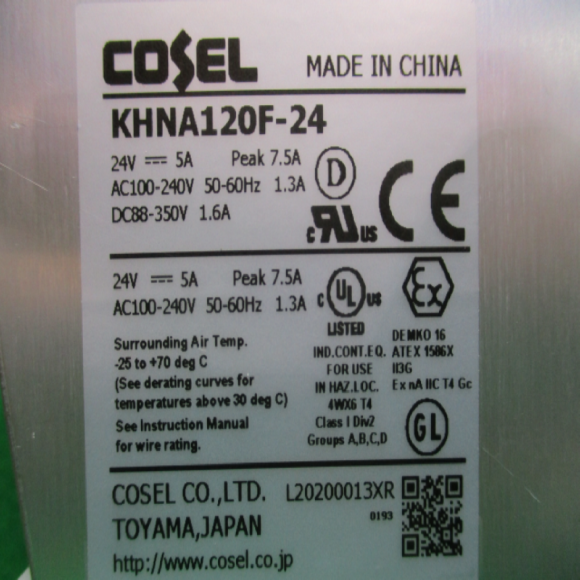 COSEL MADE IN CHINA
KHNA120F-24
24V 5A Peak 7.5A
AC100-240V 50-60Hz 1.3A
DC88-350V 1.6A
D
c RU us
CE
24V 5A Peak 7.5A
AC100-240V 50-60Hz 1.3A
c UL us
LISTED
Ex
Surrounding Air Temp.
-25 to +70 deg C
(See derating curves for
temperatures above 30 deg C)
See Instruction Manual
for wire rating.
IND.CONT.EQ.
FOR USE
IN HAZ.LOC.
4WX6 T4
Class I Div2
Groups A,B,C,D
DEMKO 16
ATEX 1586X
II3G
Ex nA IIC T4 Gc
GL
COSEL CO.,LTD. L20200013XR
0193
TOYAMA,JAPAN
http://www.cosel.co.jp